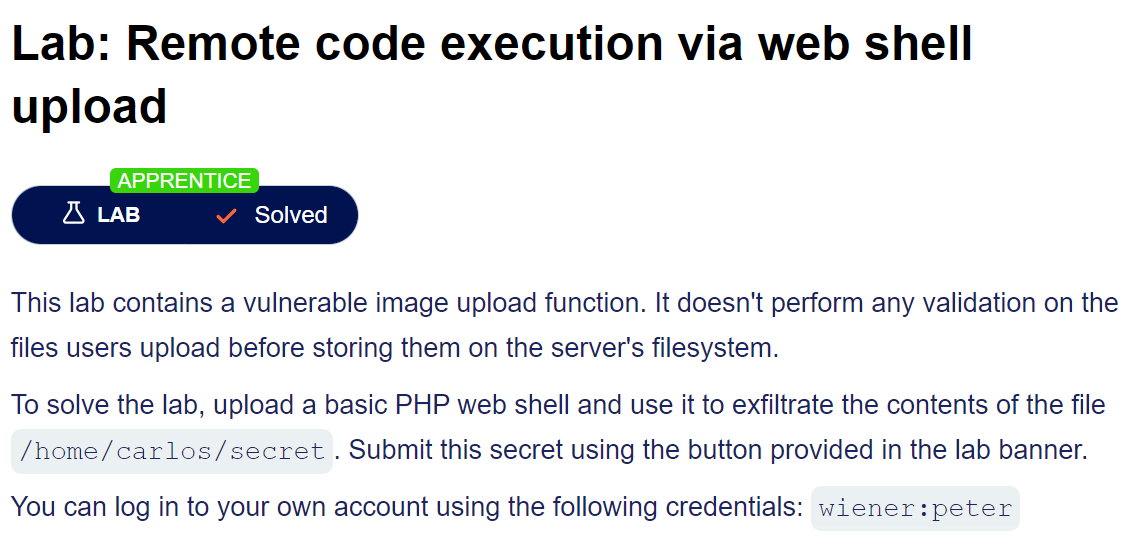 Lab: Remote code execution via web shell
upload
APPRENTICE
LAB Solved
This lab contains a vulnerable image upload function. It doesn't perform any validation on the
files users upload before storing them on the server's filesystem.
To solve the lab, upload a basic PHP web shell and use it to exfiltrate the contents of the file
/home/carlos/secret. Submit this secret using the button provided in the lab banner.
You can log in to your own account using the following credentials: wiener:peter